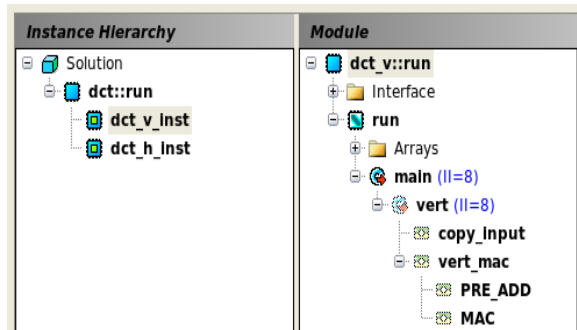 Instance Hierarchy
Solution
dct::run
dct_v_inst
dct_h_inst
Module
dct_v::run
Interface
run
Arrays
main (II=8)
vert (II=8)
copy_input
vert_mac
PRE_ADD
MAC